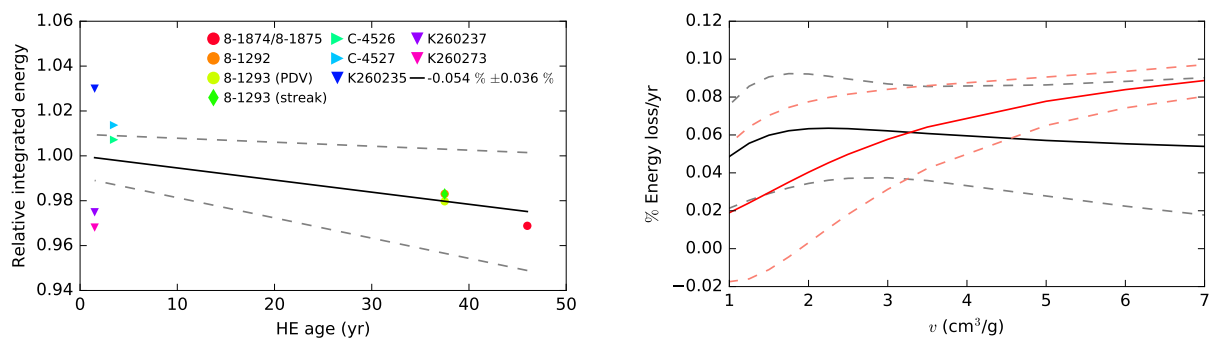 1.06
1.04
1.02
1.00
0.98
0.96
0.94
Relative integrated energy
8-1874/8-1875
8-1292
8-1293 (PDV)
8-1293 (streak)
C-4526
C-4527
K260235
K260237
K260273
-0.054 % ±0.036 %
0 10 20 30 40 50
HE age (yr)
0.12
0.10
0.08
0.06
0.04
0.02
0.00
−0.02
% Energy loss/yr
1 2 3 4 5 6 7
v (cm³/g)